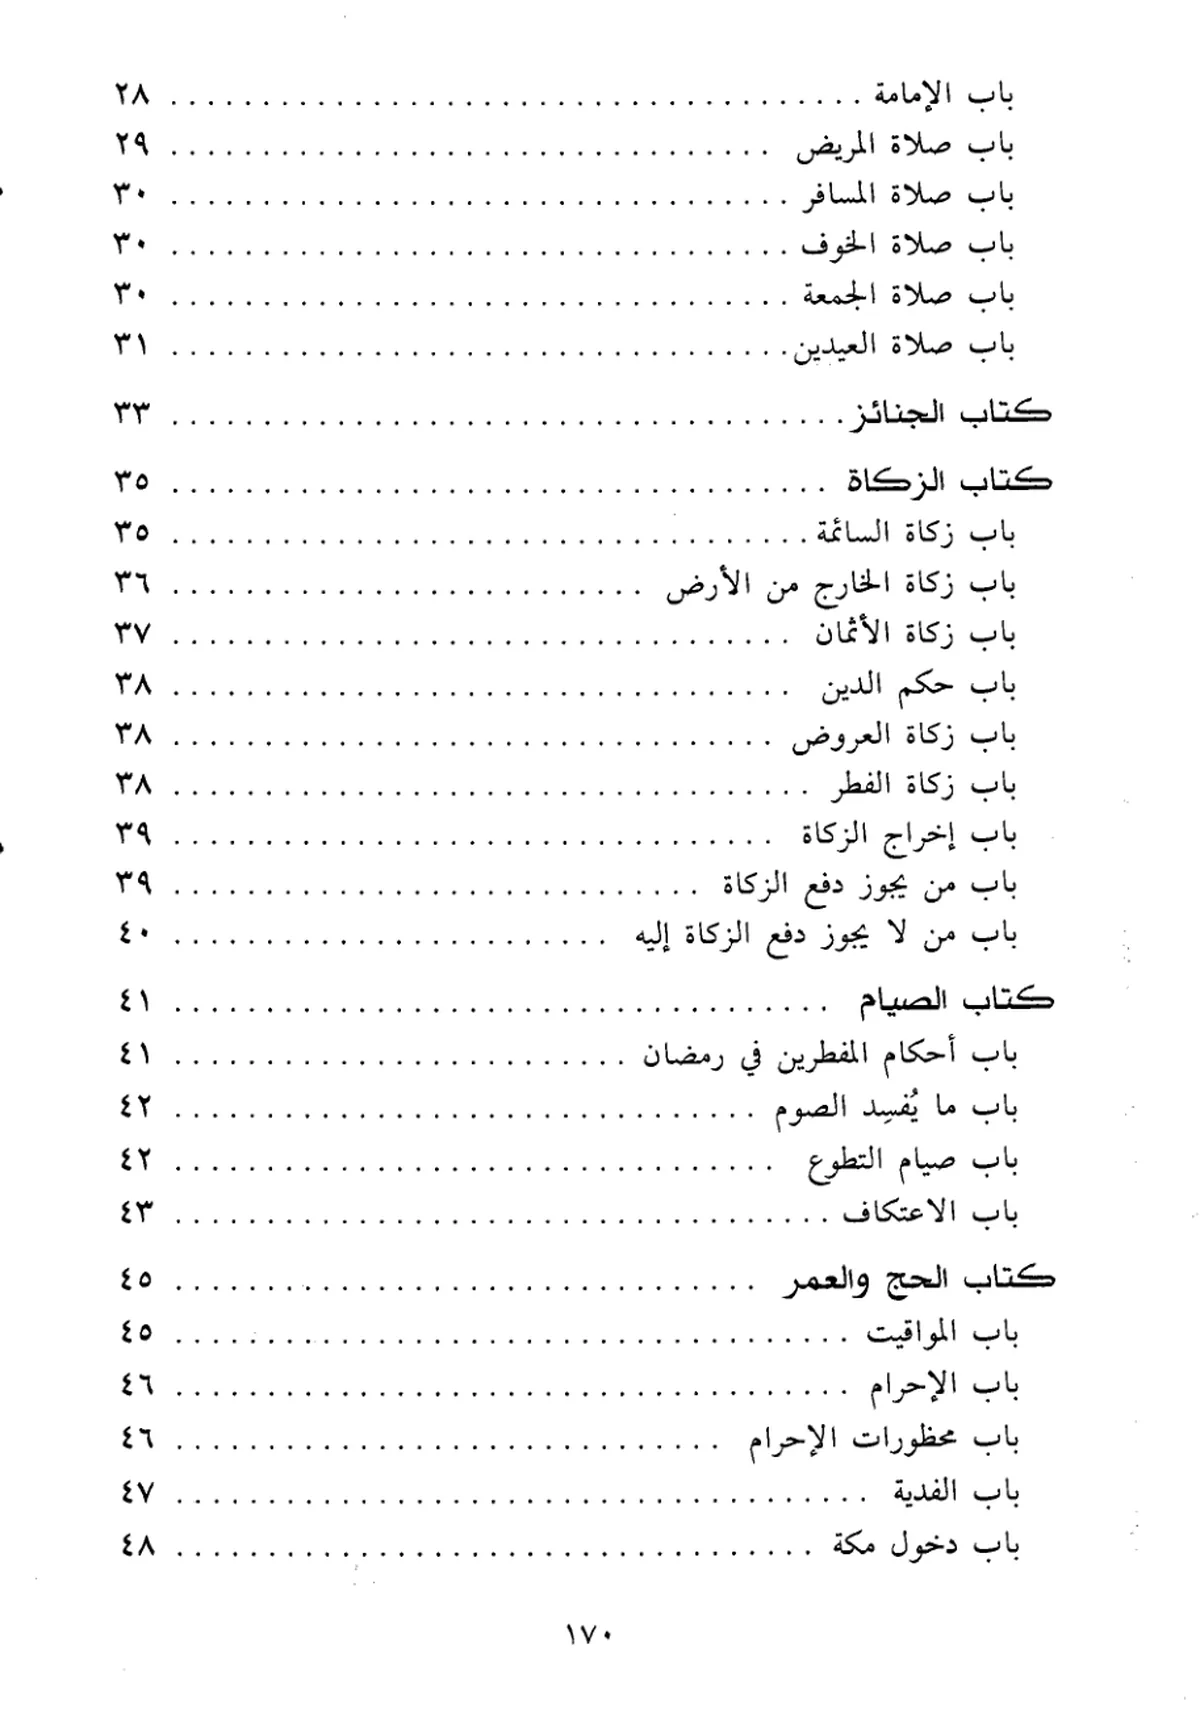 باب الإمامة ....................................... ٢٨
باب صلاة المريض ................................. ٢٩
باب صلاة المسافر .................................. ٣٠
باب صلاة الخوف .................................. ٣٠
باب صلاة الجمعة .................................. ٣٠
باب صلاة العيدين .................................. ٣١
كتاب الجنائز ..................................... ٣٣
كتاب الزكاة .................................... ٣٥
باب زكاة السائمة ................................... ٣٥
باب زكاة الخارج من الأرض .......................... ٣٦
باب زكاة الأثمان .................................. ٣٧
باب حكم الدين .................................. ٣٨
باب زكاة العروض ................................. ٣٨
باب زكاة الفطر ................................... ٣٨
باب إخراج الزكاة ................................. ٣٩
باب من يجوز دفع الزكاة ............................. ٣٩
باب من لا يجوز دفع الزكاة إليه ........................ ٤٠
كتاب الصيام .................................... ٤١
باب أحكام المفطرين في رمضان ......................... ٤١
باب ما يُفسِد الصوم ................................ ٤٢
باب صيام التطوع ................................. ٤٢
باب الاعتكاف .................................... ٤٣
كتاب الحج والعمر ................................ ٤٥
باب المواقيت ..................................... ٤٥
باب الإحرام ..................................... ٤٦
باب محظورات الإحرام .............................. ٤٦
باب الفدية ...................................... ٤٧
باب دخول مكة ................................... ٤٨
١٧٠